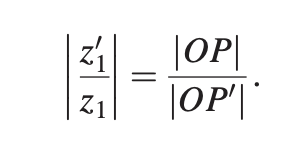 |z′₁/z₁| = |OP|/|OP′|.